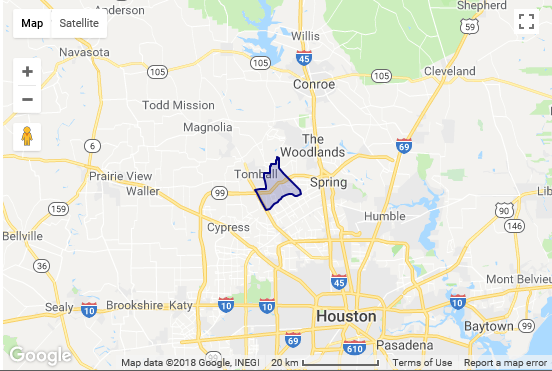 Anderson
Shepherd
Map Satellite
59
Willis
Navasota
45
105
105
Cleveland
105
Conroe
Todd Mission
Magnolia
6
The
Woodlands
69
Tomball
Prairie View
Spring
Waller
99
Lib
90
159
Humble
146
Cypress
Bellville
36
45
Mont Belvieu
10
Sealy
Brookshire Katy
10
10
10
Houston
Baytown
99
69
Pasadena
610
Google
Map data ©2018 Google, INEGI 20 km Terms of Use Report a map error